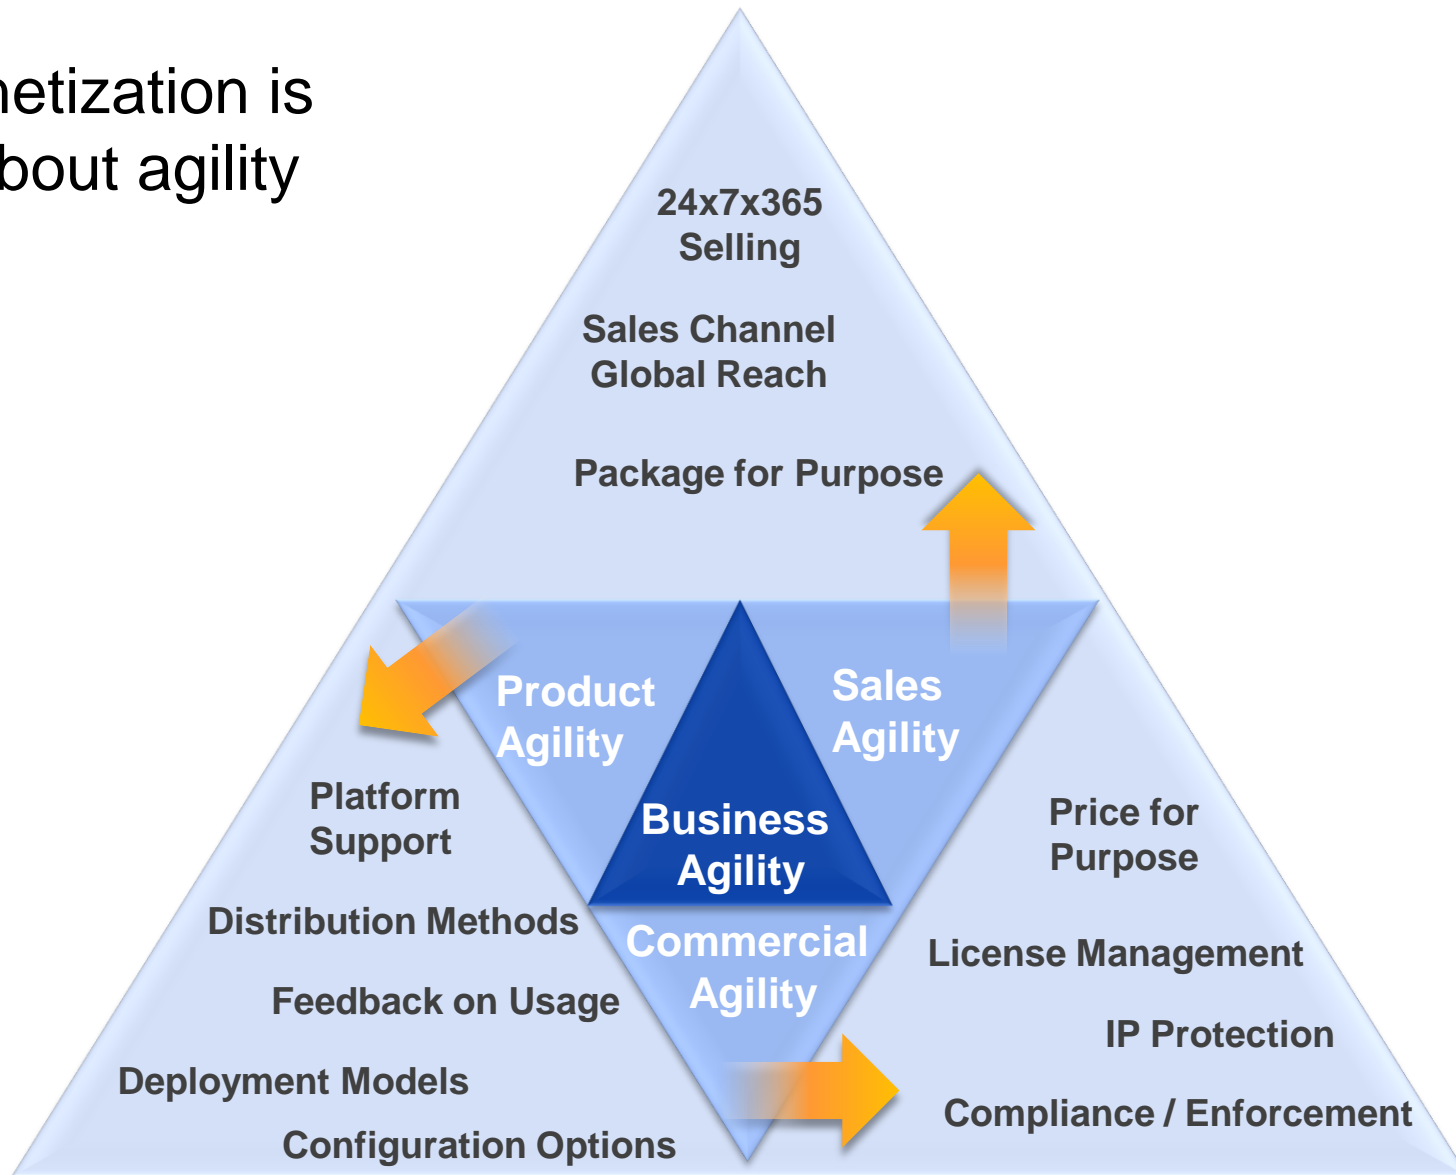 netization is
bout agility
24x7x365
Selling
Sales Channel
Global Reach
Package for Purpose
Product
Agility
Sales
Agility
Business
Agility
Commercial
Agility
Platform
Support
Distribution Methods
Feedback on Usage
Deployment Models
Configuration Options
Price for
Purpose
License Management
IP Protection
Compliance / Enforcement